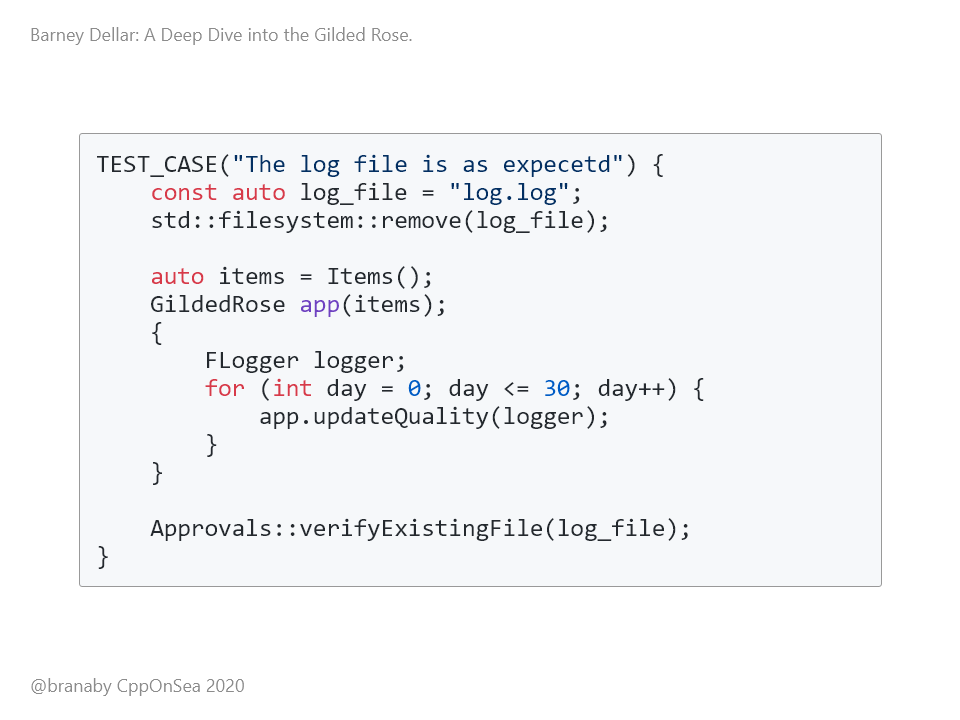 Barney Dellar: A Deep Dive into the Gilded Rose.
TEST_CASE("The log file is as expecetd") {
    const auto log_file = "log.log";
    std::filesystem::remove(log_file);

    auto items = Items();
    GildedRose app(items);
    {
        FLogger logger;
        for (int day = 0; day <= 30; day++) {
            app.updateQuality(logger);
        }
    }

    Approvals::verifyExistingFile(log_file);
}
@branaby CppOnSea 2020